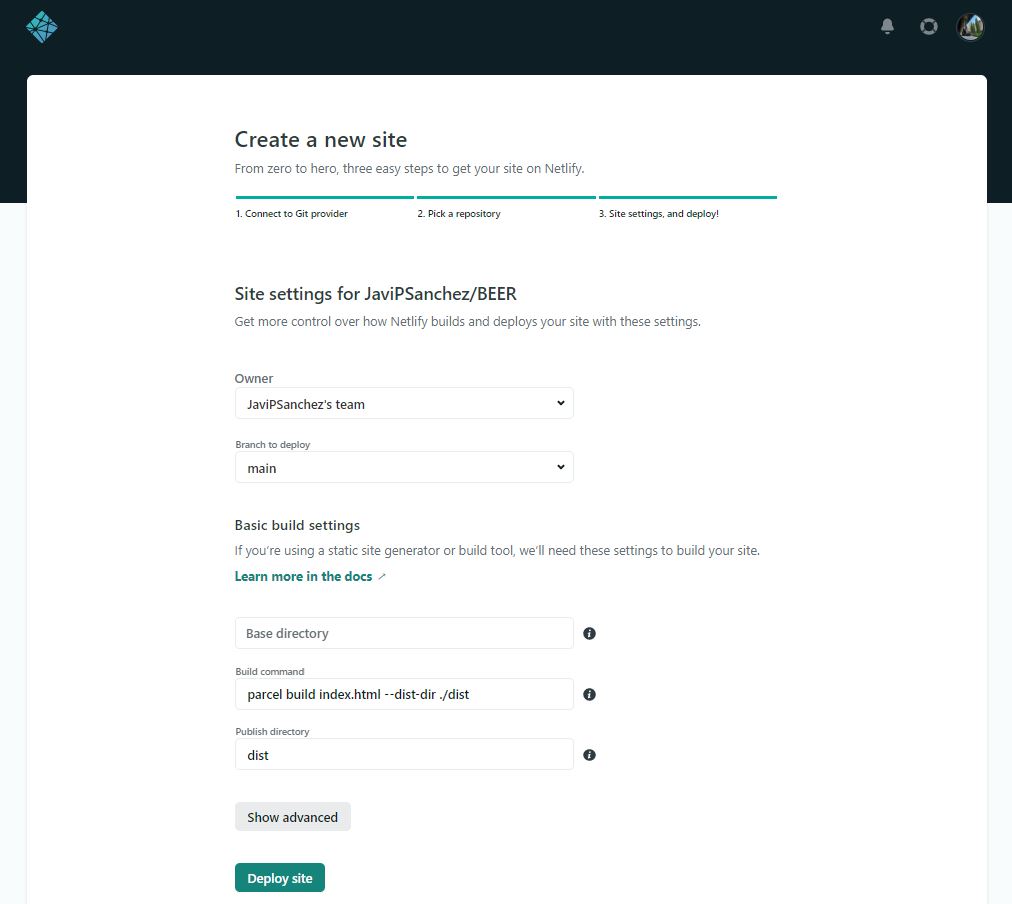 Create a new site
From zero to hero, three easy steps to get your site on Netlify.
1. Connect to Git provider
2. Pick a repository
3. Site settings, and deploy!
Site settings for JaviPSanchez/BEER
Get more control over how Netlify builds and deploys your site with these settings.
Owner
JaviPSanchez's team
Branch to deploy
main
Basic build settings
If you’re using a static site generator or build tool, we’ll need these settings to build your site.
Learn more in the docs ↗
Base directory
Build command
parcel build index.html --dist-dir ./dist
Publish directory
dist
Show advanced
Deploy site